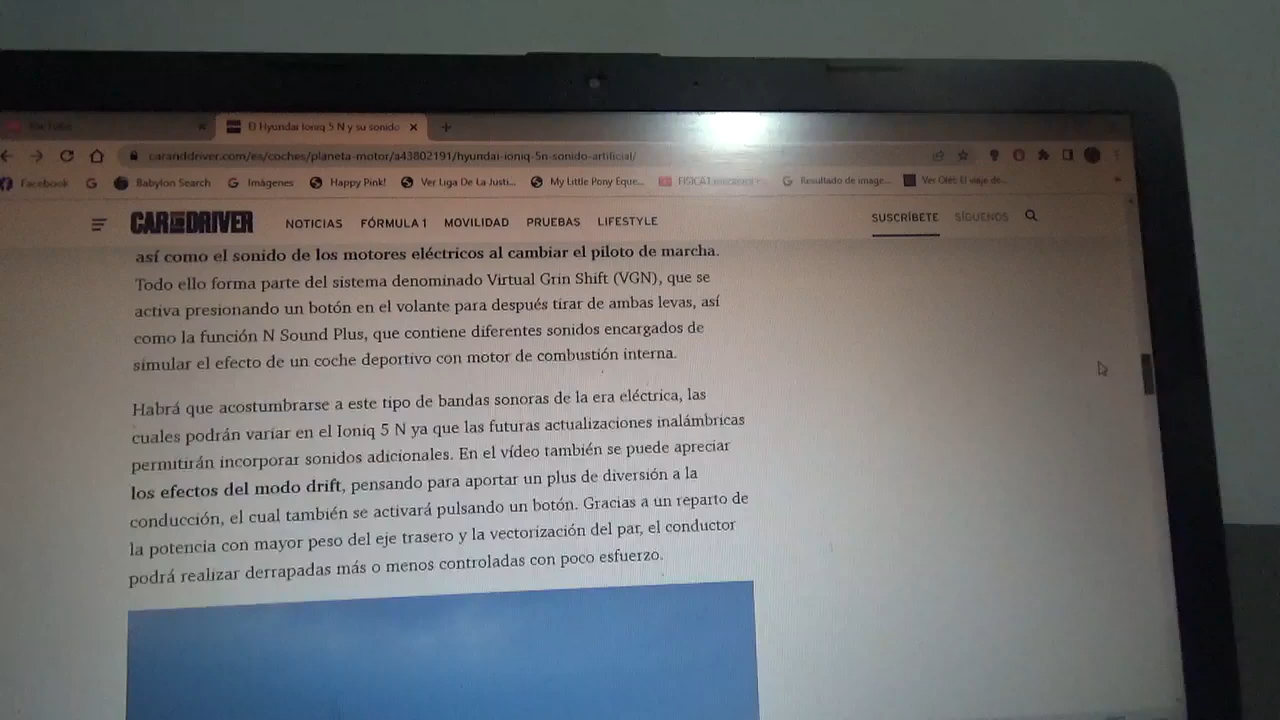 YouTube
El Hyundai Ioniq 5 N y su sonido
caranddriver.com/es/coches/planeta-motor/a43802191/hyundai-ioniq-5n-sonido-artificial/
Facebook Babylon Search Imágenes Happy Pink! Ver Liga De La Justi... My Little Pony Eque... Resultado de image... Ver Olés: El viaje de...
CAR AND DRIVER NOTICIAS FÓRMULA 1 MOVILIDAD PRUEBAS LIFESTYLE SUSCRÍBETE SÍGUENOS
así como el sonido de los motores eléctricos al cambiar el piloto de marcha.
Todo ello forma parte del sistema denominado Virtual Grin Shift (VGN), que se
activa presionando un botón en el volante para después tirar de ambas levas, así
como la función N Sound Plus, que contiene diferentes sonidos encargados de
simular el efecto de un coche deportivo con motor de combustión interna.
Habrá que acostumbrarse a este tipo de bandas sonoras de la era eléctrica, las
cuales podrán variar en el Ioniq 5 N ya que las futuras actualizaciones inalámbricas
permitirán incorporar sonidos adicionales. En el vídeo también se puede apreciar
los efectos del modo drift, pensando para aportar un plus de diversión a la
conducción, el cual también se activará pulsando un botón. Gracias a un reparto de
la potencia con mayor peso del eje trasero y la vectorización del par, el conductor
podrá realizar derrapadas más o menos controladas con poco esfuerzo.